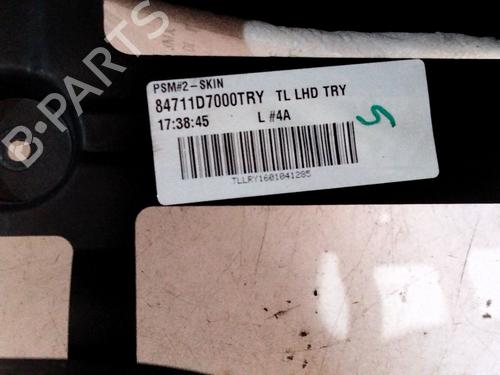 PSM#2-SKIN
84711D7000TRY TL LHD TRY
17:38:45 L #4A
TLLRY1601041285
5
B-PARTS